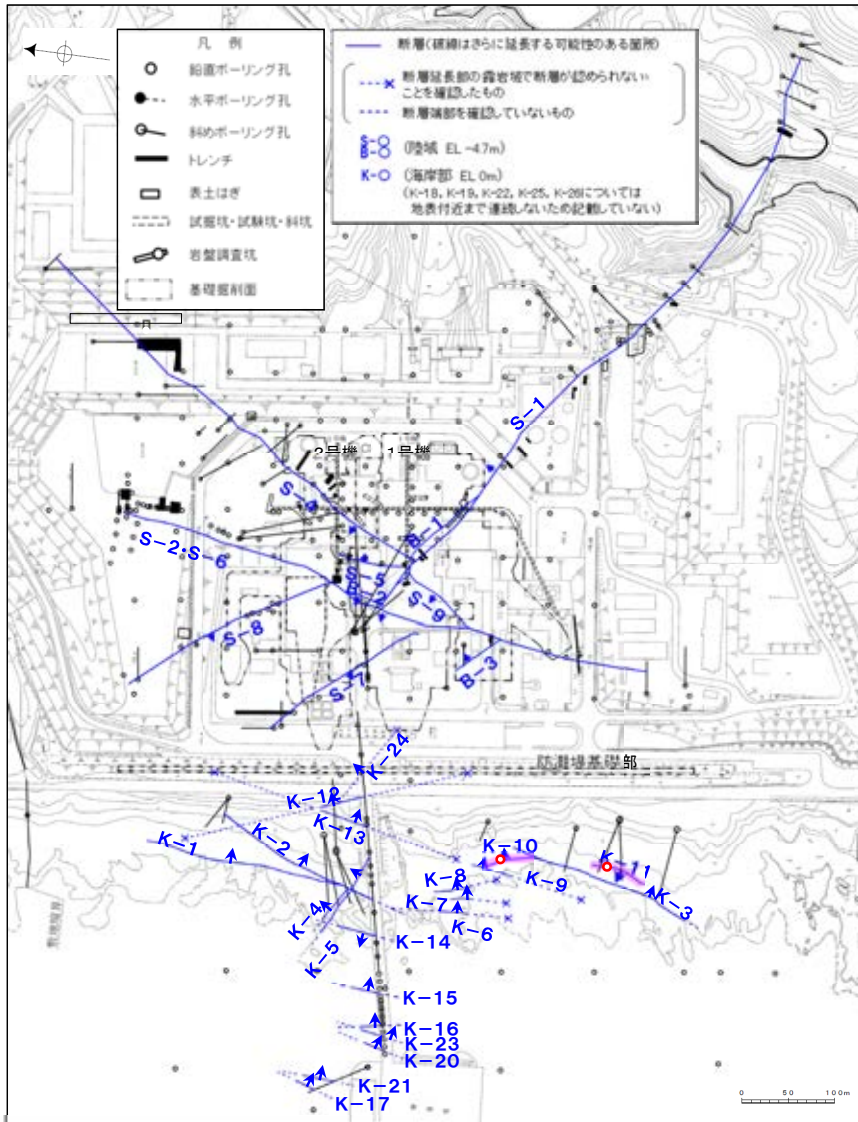 凡 例
鉛直ボーリング孔
水平ボーリング孔
斜めボーリング孔
トレンチ
表土はぎ
試掘坑・試験坑・斜坑
岩盤調査坑
基礎掘削面
断層(破線はさらに延長する可能性のある箇所)
断層延長部の露岩域で断層が認められない
ことを確認したもの
断層端部を確認していないもの
S-○
B-○
(陸域 EL -4.7m)
K-○
(海岸部 EL 0m)
(K-18, K-19, K-22, K-25, K-26については
地表付近まで連続しないため記載していない)
S-1
2号機
1号機
S-4
B-1
S-2・S-6
S-5
B-2
S-9
S-8
B-3
S-7
K-24
防潮堤基礎部
K-12
K-13
K-1
K-2
K-10
K-11
K-8
K-9
K-3
K-7
K-4
K-6
K-5
K-14
K-15
K-16
K-23
K-20
K-21
K-17
0 50 100m